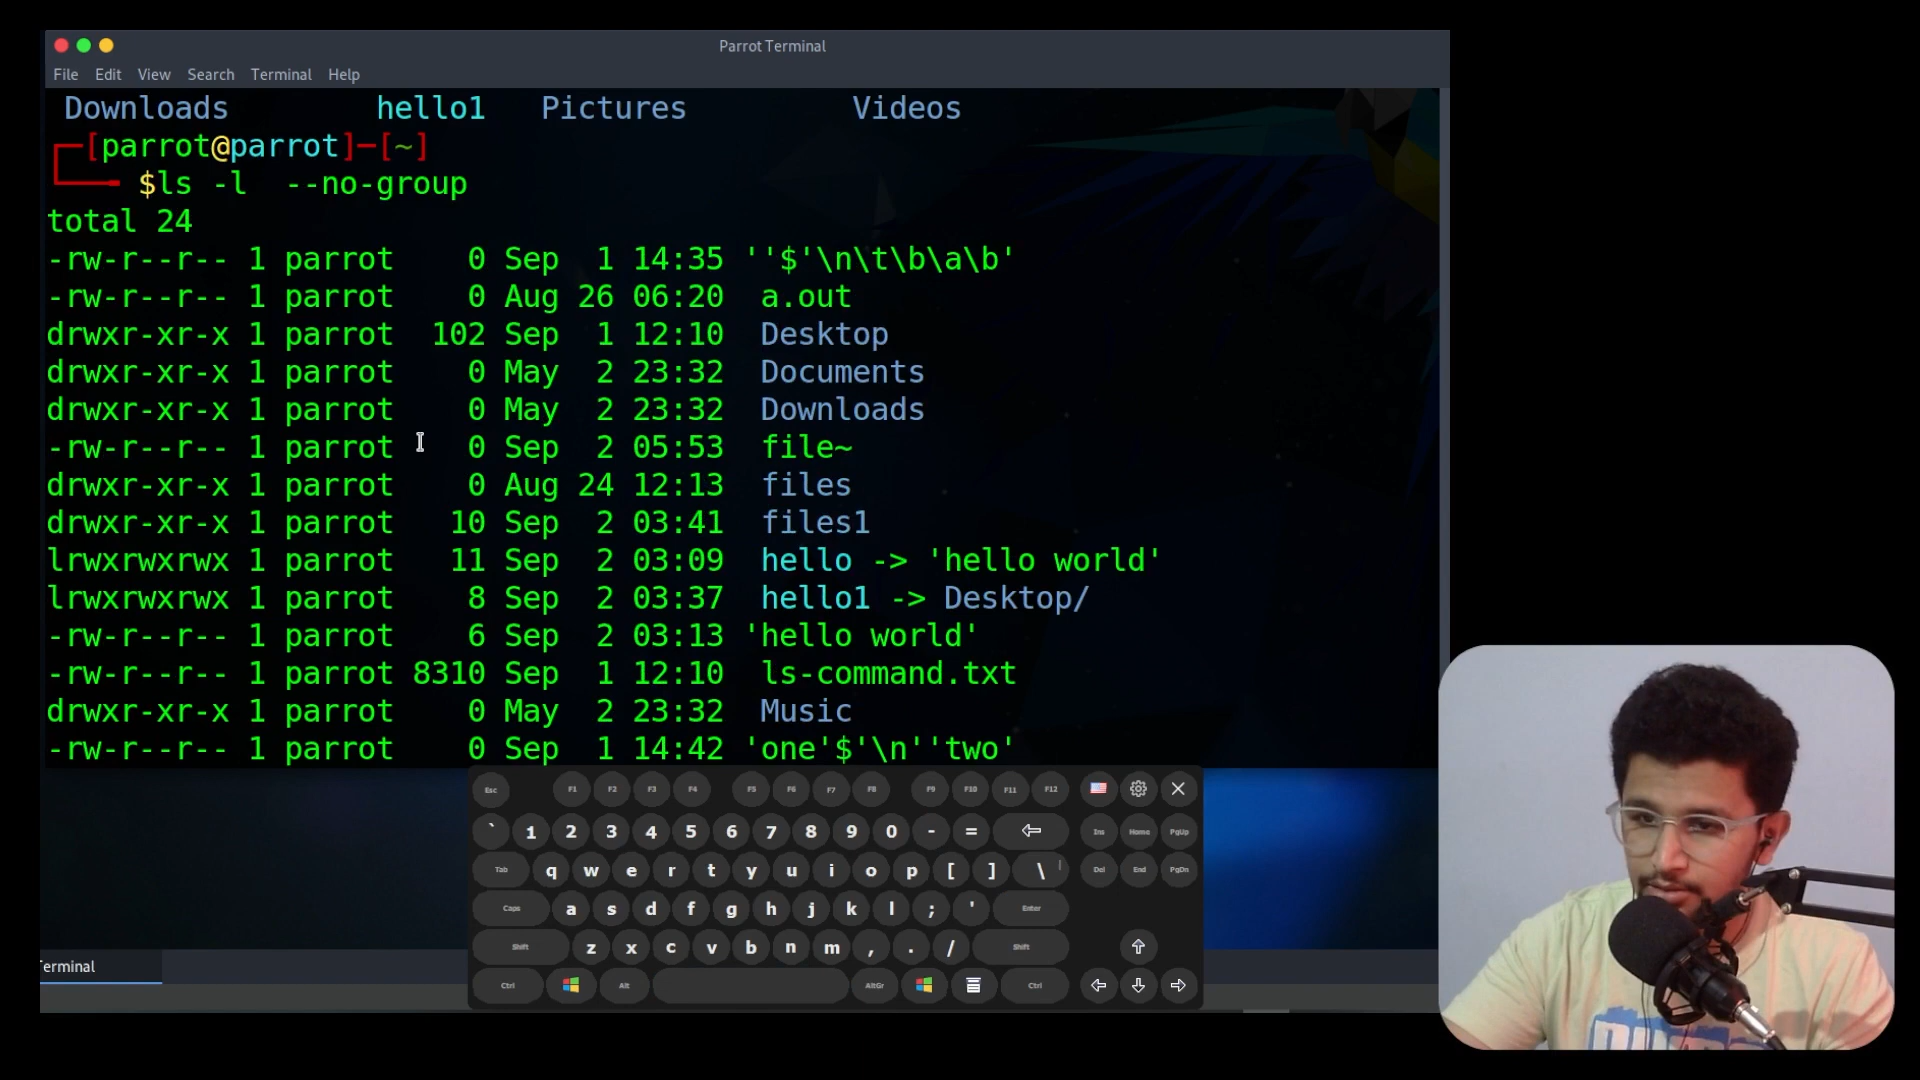 Parrot Terminal
File Edit View Search Terminal Help
Downloads hello1 Pictures Videos
[parrot@parrot]─[~]
$ls -l  --no-group
total 24
-rw-r--r-- 1 parrot    0 Sep  1 14:35 ''$'\n\t\b\a\b'
-rw-r--r-- 1 parrot    0 Aug 26 06:20  a.out
drwxr-xr-x 1 parrot  102 Sep  1 12:10  Desktop
drwxr-xr-x 1 parrot    0 May  2 23:32  Documents
drwxr-xr-x 1 parrot    0 May  2 23:32  Downloads
-rw-r--r-- 1 parrot    0 Sep  2 05:53  file~
drwxr-xr-x 1 parrot    0 Aug 24 12:13  files
drwxr-xr-x 1 parrot   10 Sep  2 03:41  files1
lrwxrwxrwx 1 parrot   11 Sep  2 03:09  hello -> 'hello world'
lrwxrwxrwx 1 parrot    8 Sep  2 03:37  hello1 -> Desktop/
-rw-r--r-- 1 parrot    6 Sep  2 03:13 'hello world'
-rw-r--r-- 1 parrot 8310 Sep  1 12:10  ls-command.txt
drwxr-xr-x 1 parrot    0 May  2 23:32  Music
-rw-r--r-- 1 parrot    0 Sep  1 14:42 'one'$'\n''two'
Esc F1 F2 F3 F4 F5 F6 F7 F8 F9 F10 F11 F12
` 1 2 3 4 5 6 7 8 9 0 - = Ins Home PgUp
Tab q w e r t y u i o p [ ] \ | Del End PgDn
Caps a s d f g h j k l ; ' Enter
Shift z x c v b n m , . / Shift
erminal
Ctrl Alt AltGr Ctrl